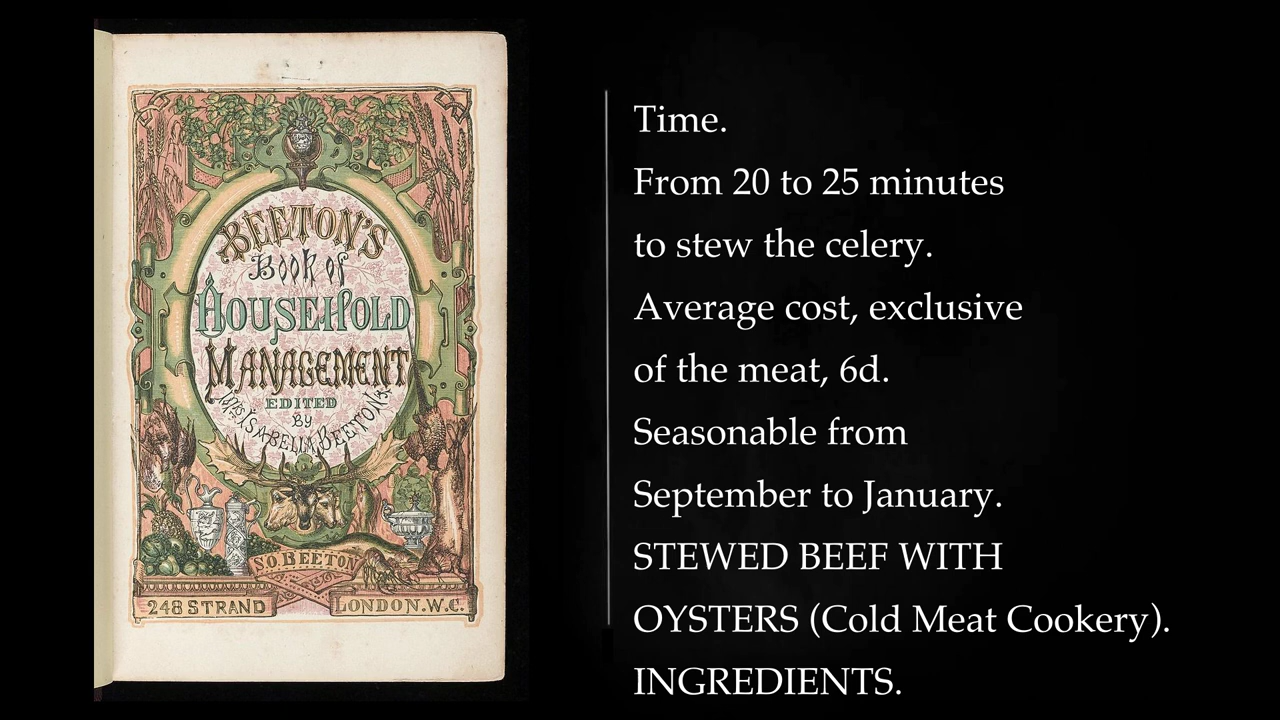 BEETON'S
Book of
HOUSEHOLD
MANAGEMENT
EDITED
BY
MRS ISABELLA BEETON
S.O. BEETON
248 STRAND
LONDON. W.C.
Time.
From 20 to 25 minutes
to stew the celery.
Average cost, exclusive
of the meat, 6d.
Seasonable from
September to January.
STEWED BEEF WITH
OYSTERS (Cold Meat Cookery).
INGREDIENTS.